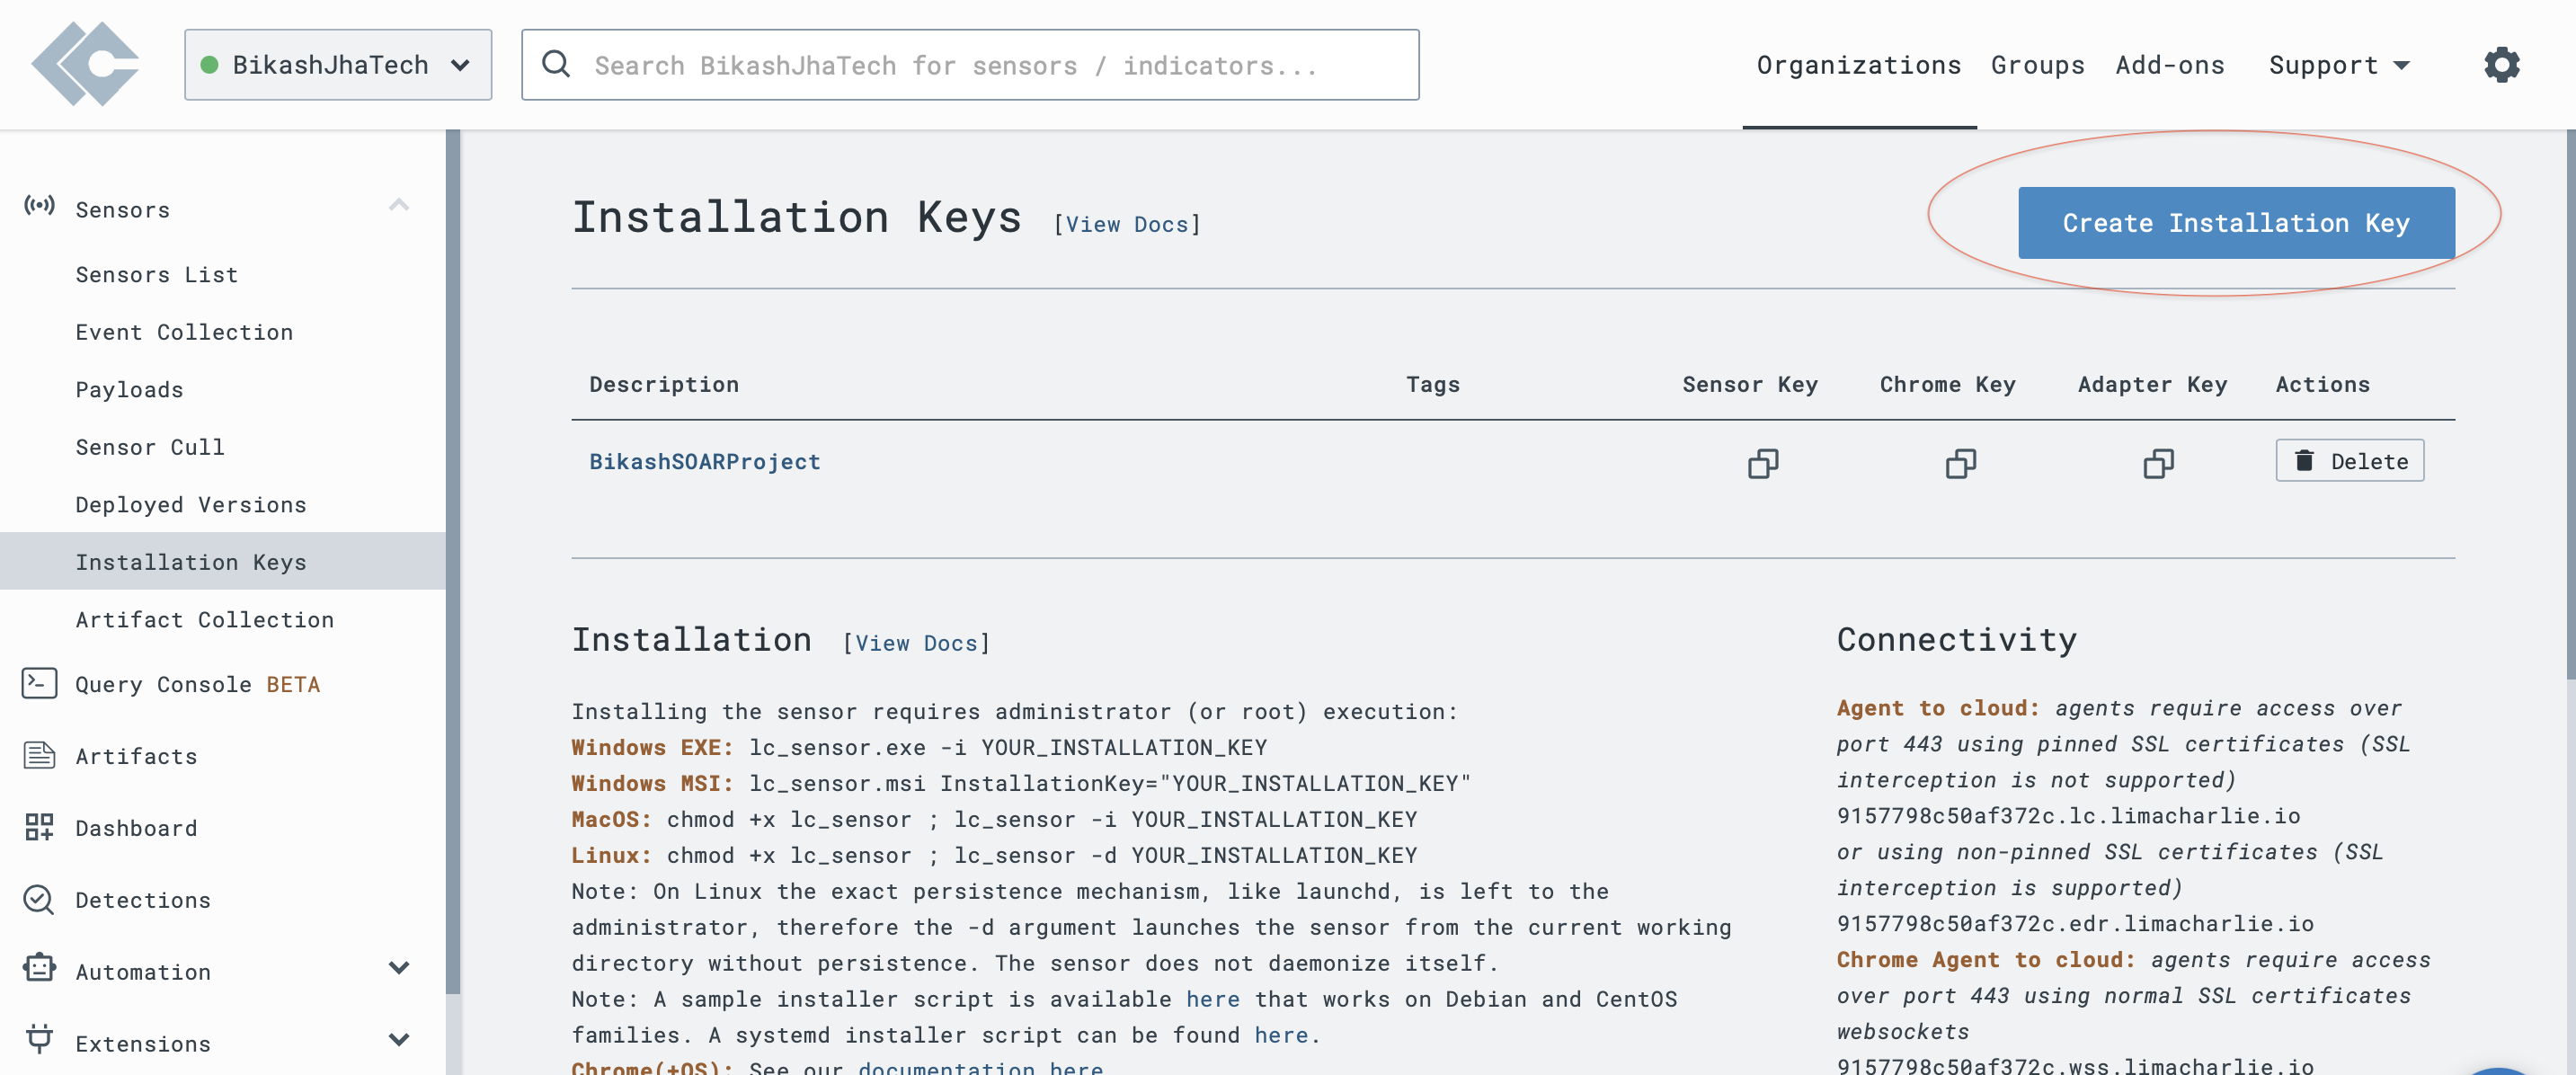 BikashJhaTech
Search BikashJhaTech for sensors / indicators...
Organizations
Groups
Add-ons
Support
Sensors
Sensors List
Event Collection
Payloads
Sensor Cull
Deployed Versions
Installation Keys
Artifact Collection
Query Console BETA
Artifacts
Dashboard
Detections
Automation
Extensions
Installation Keys [View Docs]
Create Installation Key
Description Tags Sensor Key Chrome Key Adapter Key Actions
BikashSOARProject Delete
Installation [View Docs]
Installing the sensor requires administrator (or root) execution:
Windows EXE: lc_sensor.exe -i YOUR_INSTALLATION_KEY
Windows MSI: lc_sensor.msi InstallationKey="YOUR_INSTALLATION_KEY"
MacOS: chmod +x lc_sensor ; lc_sensor -i YOUR_INSTALLATION_KEY
Linux: chmod +x lc_sensor ; lc_sensor -d YOUR_INSTALLATION_KEY
Note: On Linux the exact persistence mechanism, like launchd, is left to the
administrator, therefore the -d argument launches the sensor from the current working
directory without persistence. The sensor does not daemonize itself.
Note: A sample installer script is available here that works on Debian and CentOS
families. A systemd installer script can be found here.
Chrome(+OS): See our documentation here
Connectivity
Agent to cloud: agents require access over
port 443 using pinned SSL certificates (SSL
interception is not supported)
9157798c50af372c.lc.limacharlie.io
or using non-pinned SSL certificates (SSL
interception is supported)
9157798c50af372c.edr.limacharlie.io
Chrome Agent to cloud: agents require access
over port 443 using normal SSL certificates
websockets
9157798c50af372c.wss.limacharlie.io